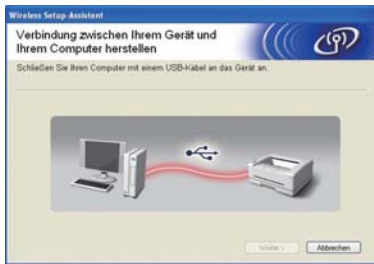 Wireless Setup-Assistent
Verbindung zwischen Ihrem Gerät und
Ihrem Computer herstellen
Schließen Sie Ihren Computer mit einem USB-Kabel an das Gerät an.
Weiter >
Abbrechen